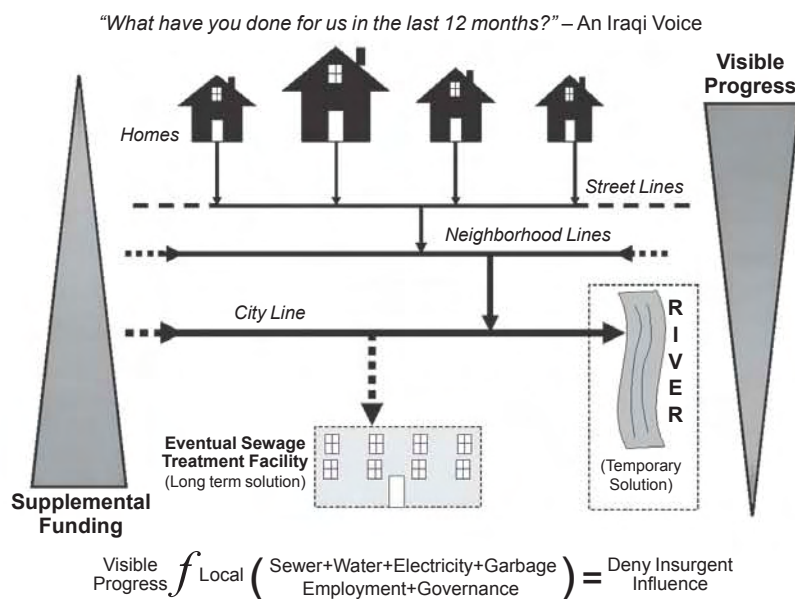 “What have you done for us in the last 12 months?” – An Iraqi Voice
Visible
Progress
Homes
Street Lines
Neighborhood Lines
City Line
RIVER
Eventual Sewage
Treatment Facility
(Long term solution)
(Temporary
Solution)
Supplemental
Funding
Visible
Progress f Local ( Sewer+Water+Electricity+Garbage
Employment+Governance ) = Deny Insurgent
Influence